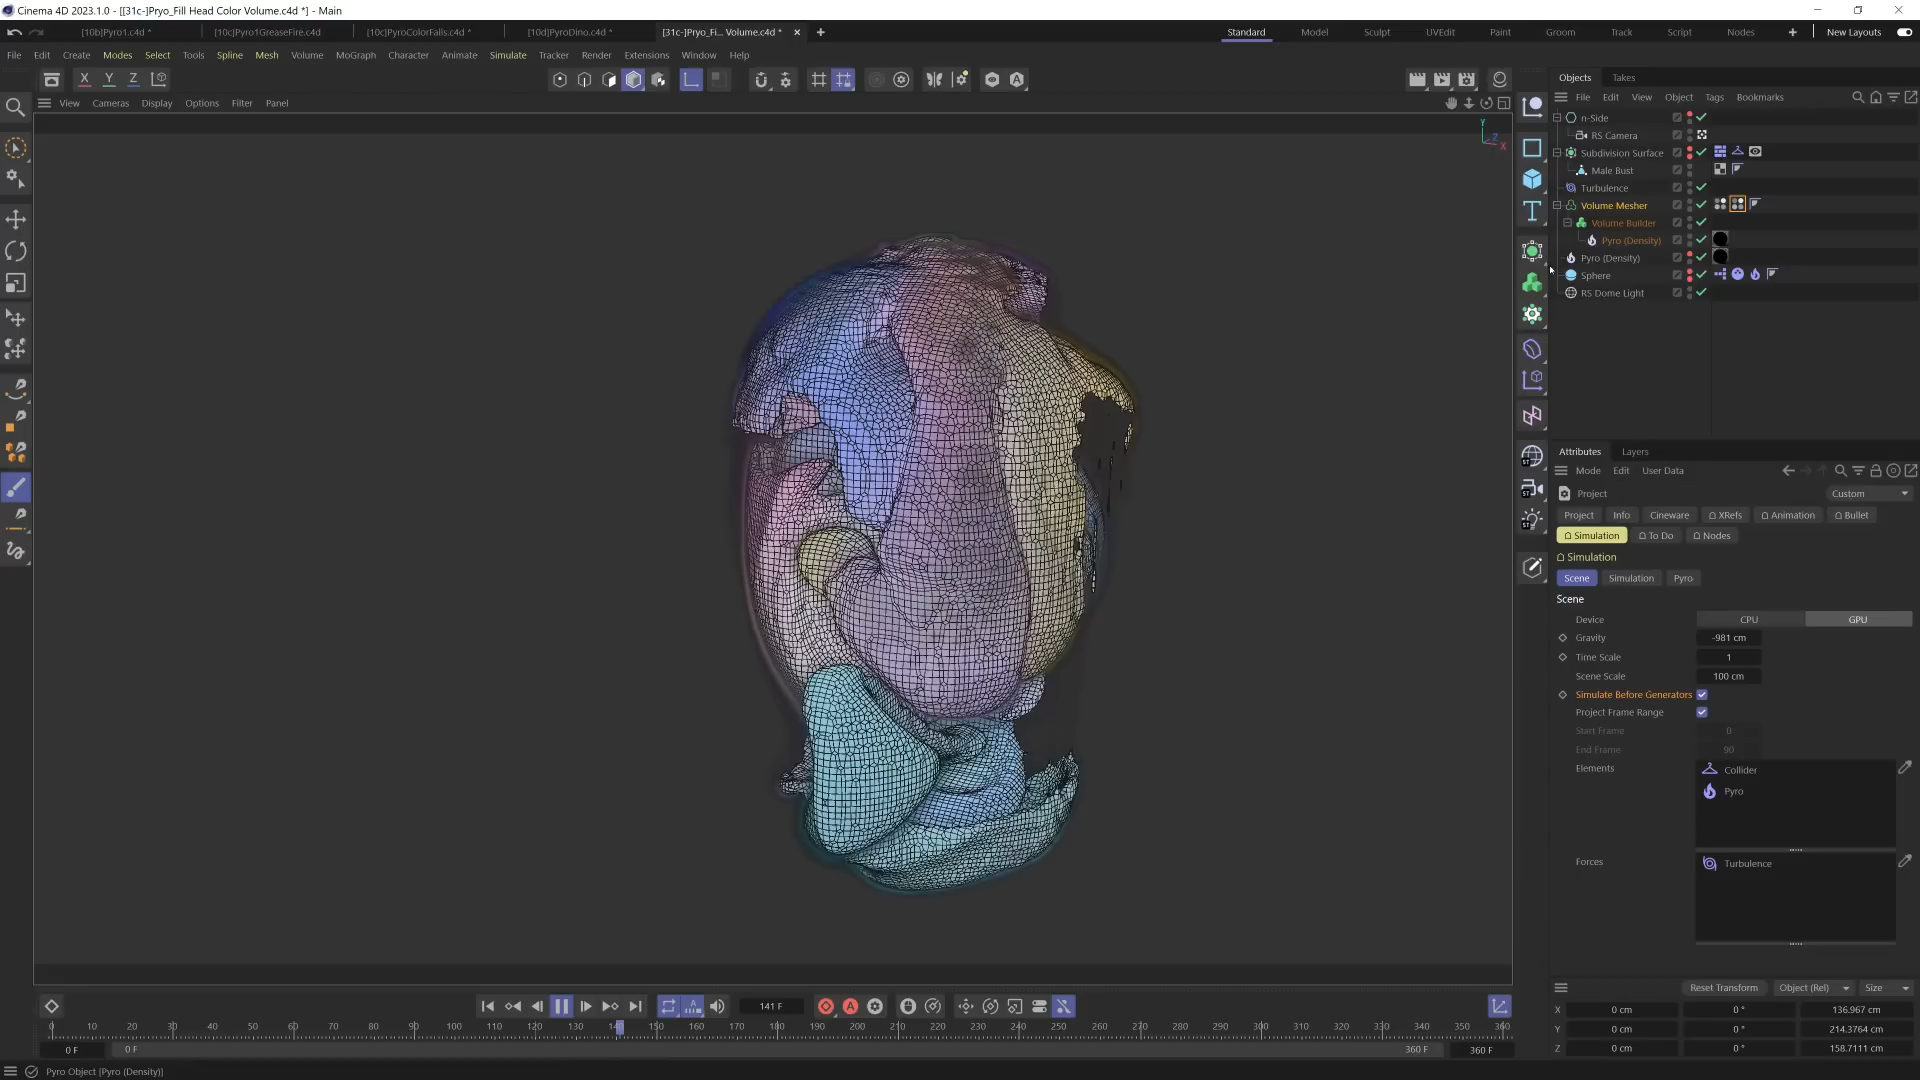 Cinema 4D 2023.1.0 - [[31c-]Pryo_Fill Head Color Volume.c4d *] - Main
[10b]Pyro1.c4d * [10c]Pyro1GreaseFire.c4d [10c]PyroColorFalls.c4d * [10d]PyroDino.c4d * [31c-]Pryo_Fi... Volume.c4d * Standard Model Sculpt UVEdit Paint Groom Track Script Nodes New Layouts
File Edit Create Modes Select Tools Spline Mesh Volume MoGraph Character Animate Simulate Tracker Render Extensions Window Help
X Y Z
Objects Takes
View Cameras Display Options Filter Panel
File Edit View Object Tags Bookmarks
Y
Z
X
n-Side
RS Camera
Subdivision Surface
Male Bust
Turbulence
Volume Mesher
Volume Builder
Pyro (Density)
Pyro (Density)
Sphere
RS Dome Light
Attributes Layers
Mode Edit User Data
Project Custom
Project Info Cineware XRefs Animation Bullet
Simulation To Do Nodes
Simulation
Scene Simulation Pyro
Scene
Device CPU GPU
Gravity -981 cm
Time Scale 1
Scene Scale 100 cm
Simulate Before Generators
Project Frame Range
Start Frame 0
End Frame 90
Elements Collider
Pyro
Forces Turbulence
Reset Transform Object (Rel) Size
141 F
X 0 cm 0 ° 136.967 cm
0 10 20 30 40 50 60 70 80 90 100 110 120 130 140 150 160 170 180 190 200 210 220 230 240 250 260 270 280 290 300 310 320 330 340 350 360
Y 0 cm 0 ° 214.3764 cm
0 F 0 F 360 F 360 F
Z 0 cm 0 ° 158.7111 cm
Pyro Object [Pyro (Density)]